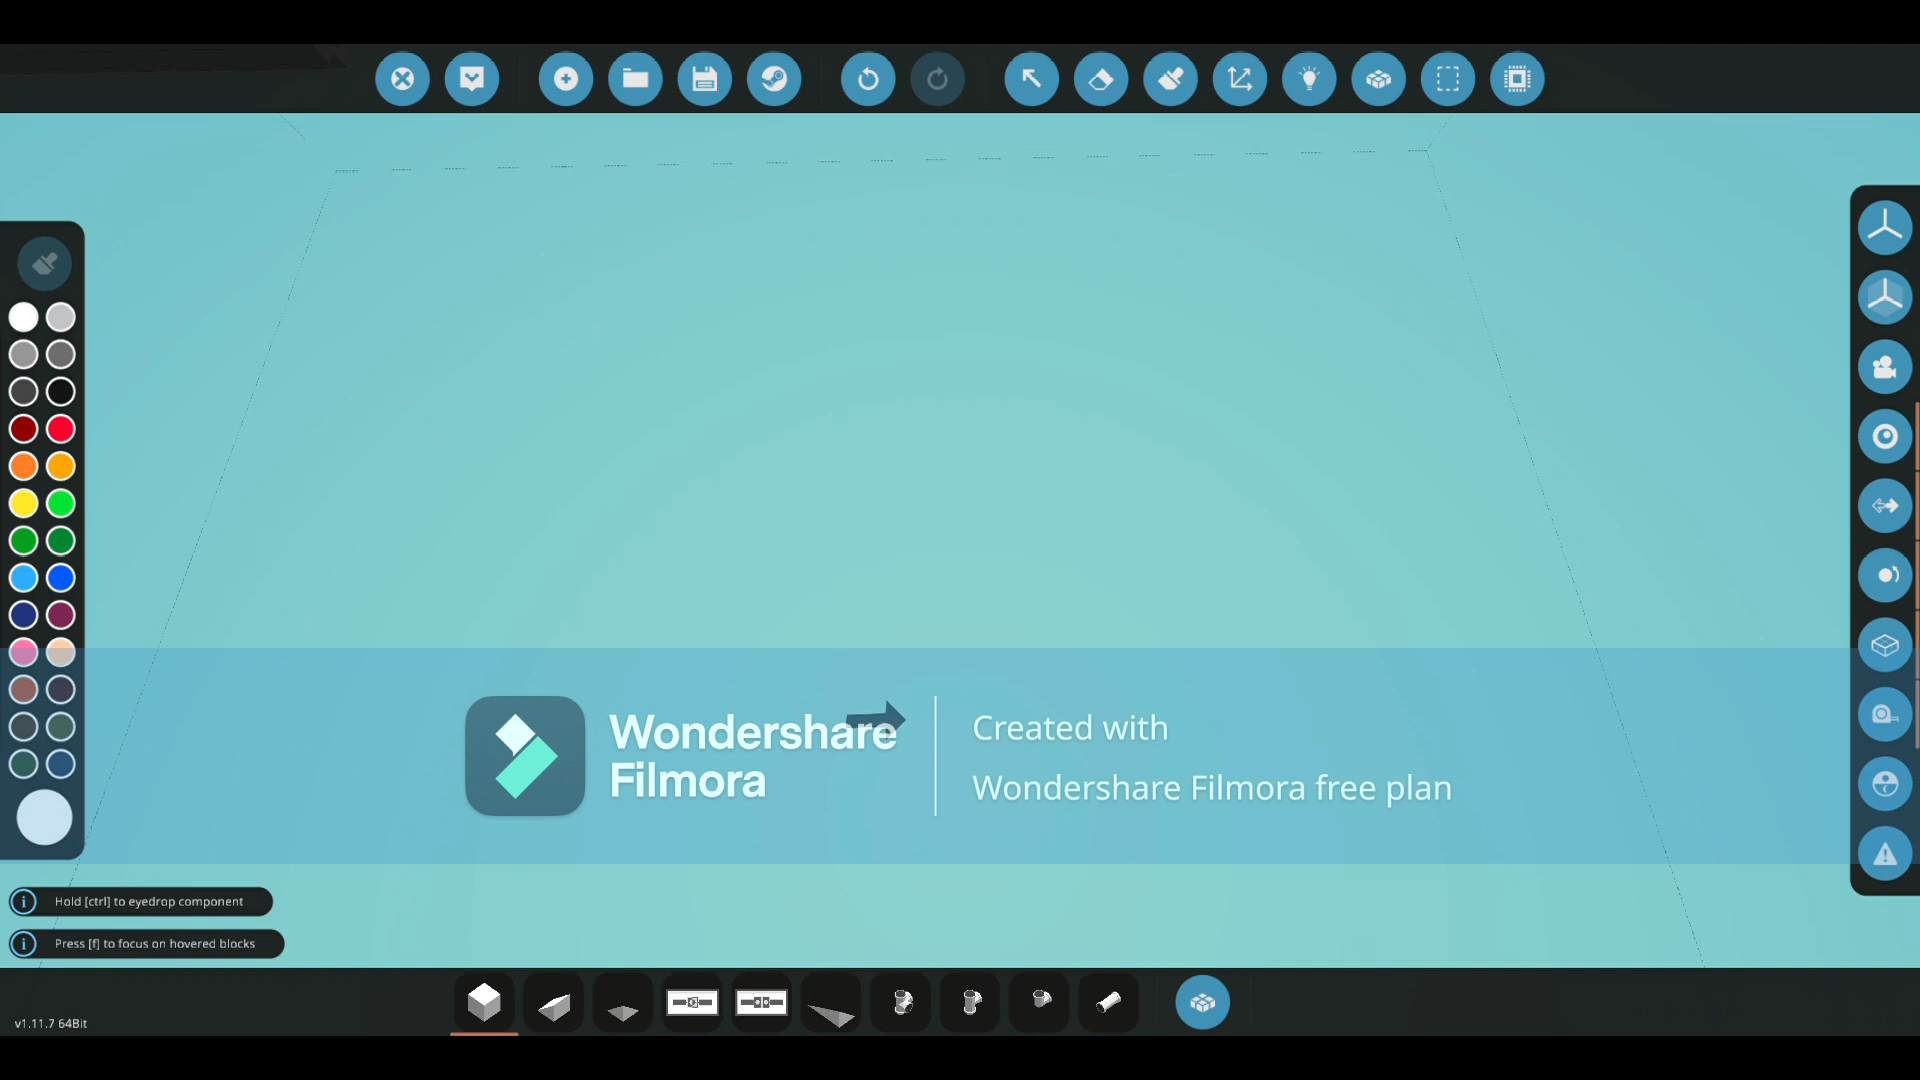 Wondershare
Filmora
Created with
Wondershare Filmora free plan
Hold [ctrl] to eyedrop component
Press [f] to focus on hovered blocks
v1.11.7 64Bit